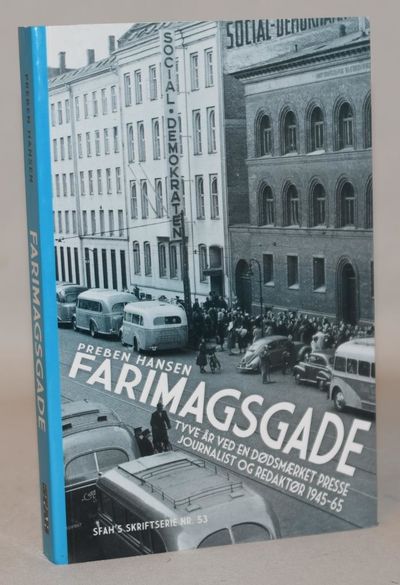 PREBEN HANSEN
FARIMAGSGADE
SOCIAL-DEMOKRATEN
SOCIAL-DEMOKRATEN
PREBEN HANSEN
FARIMAGSGADE
TYVE ÅR VED EN DØDSMÆRKET PRESSE
JOURNALIST OG REDAKTØR 1945-65
SFAH'S SKRIFTSERIE NR. 53